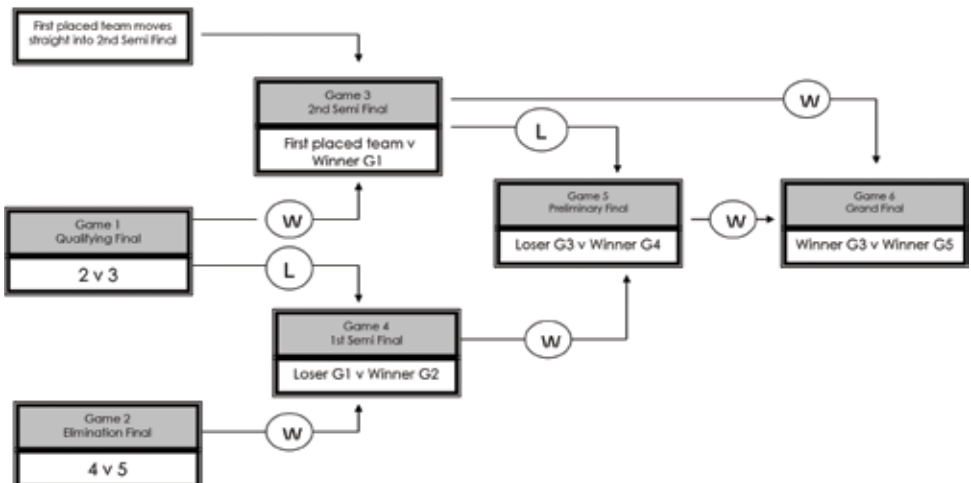 First placed team moves
straight into 2nd Semi Final
Game 3
2nd Semi Final
First placed team v
Winner G1
W
L
Game 1
Qualifying Final
2 v 3
W
L
Game 5
Preliminary Final
Loser G3 v Winner G4
W
Game 6
Grand Final
Winner G3 v Winner G5
Game 4
1st Semi Final
Loser G1 v Winner G2
W
Game 2
Elimination Final
4 v 5
W